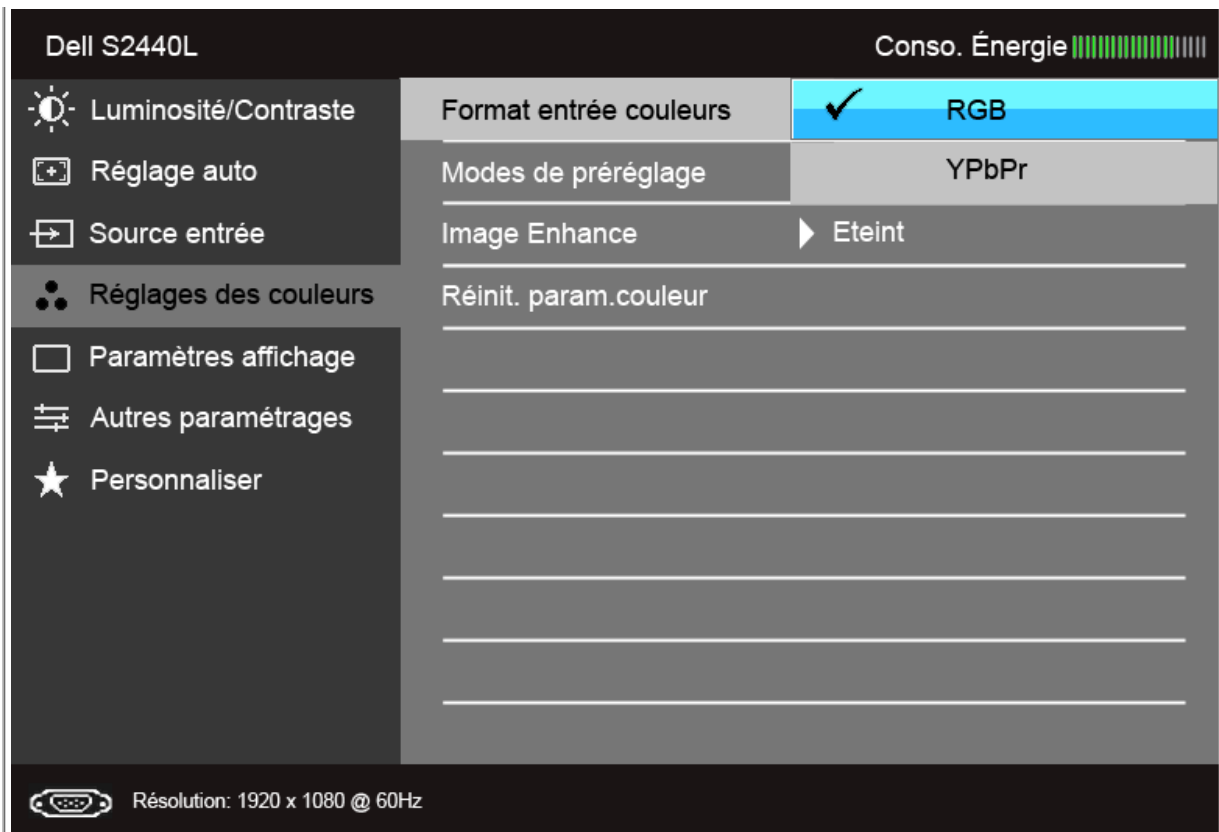 Dell S2440L
Conso. Énergie
Luminosité/Contraste
Réglage auto
Source entrée
Réglages des couleurs
Paramètres affichage
Autres paramétrages
Personnaliser
Format entrée couleurs
RGB
YPbPr
Modes de préréglage
Image Enhance
Eteint
Réinit. param.couleur
Résolution: 1920 x 1080 @ 60Hz